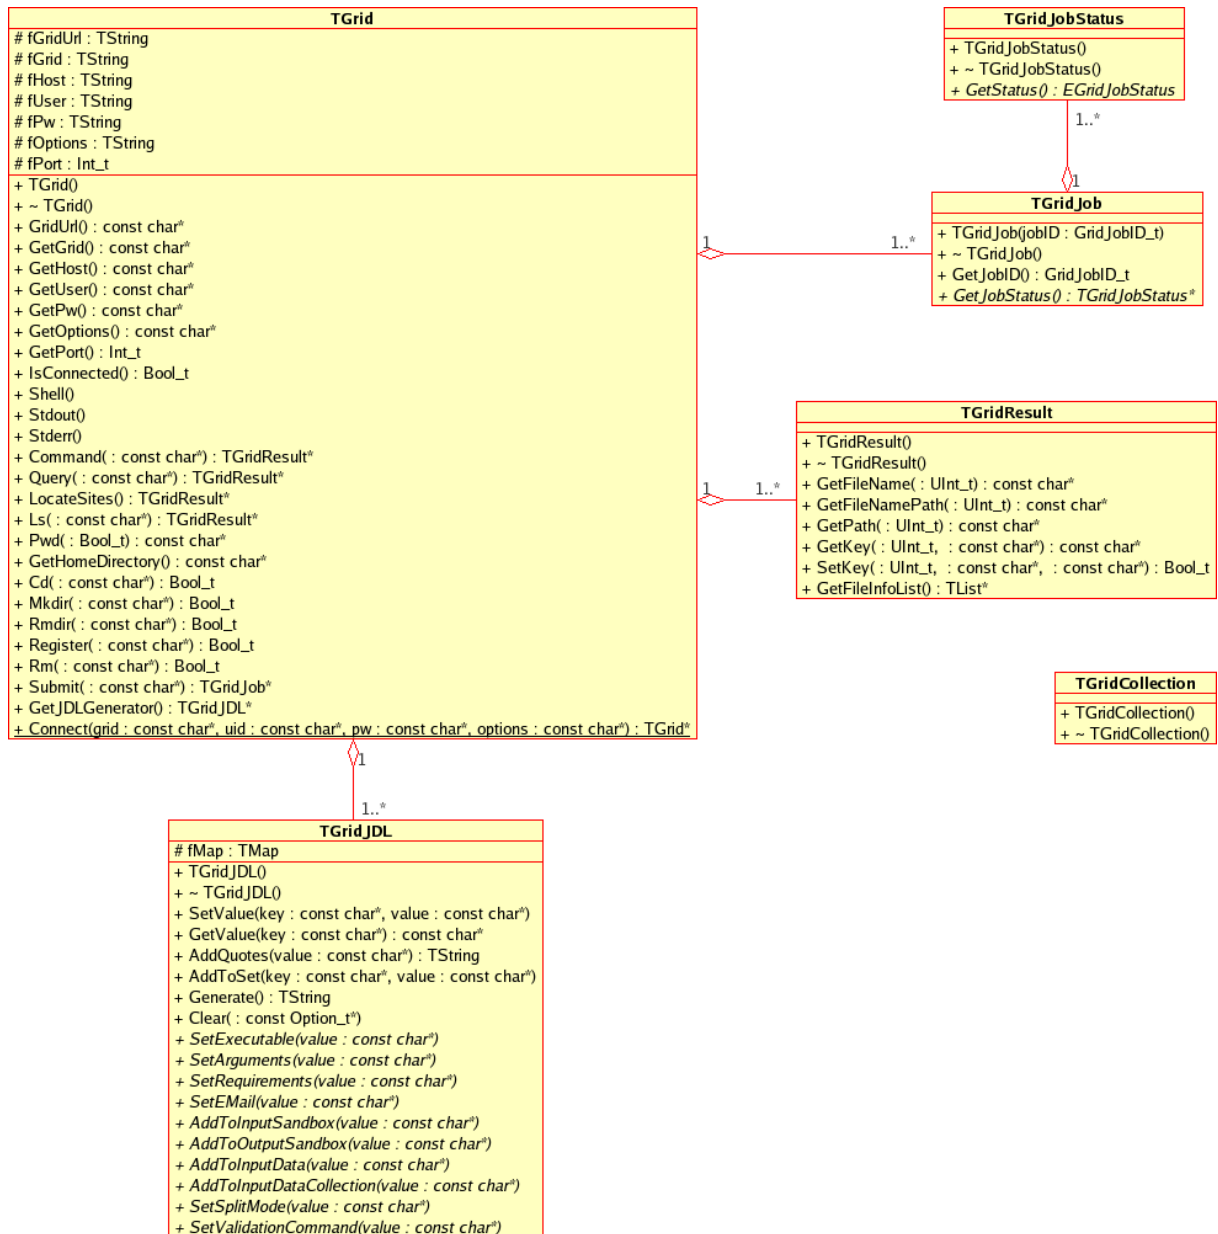 TGrid
# fGridUrl : TString
# fGrid : TString
# fHost : TString
# fUser : TString
# fPw : TString
# fOptions : TString
# fPort : Int_t
+ TGrid()
+ ~ TGrid()
+ GridUrl() : const char*
+ GetGrid() : const char*
+ GetHost() : const char*
+ GetUser() : const char*
+ GetPw() : const char*
+ GetOptions() : const char*
+ GetPort() : Int_t
+ IsConnected() : Bool_t
+ Shell()
+ Stdout()
+ Stderr()
+ Command( : const char*) : TGridResult*
+ Query( : const char*) : TGridResult*
+ LocateSites() : TGridResult*
+ Ls( : const char*) : TGridResult*
+ Pwd( : Bool_t) : const char*
+ GetHomeDirectory() : const char*
+ Cd( : const char*) : Bool_t
+ Mkdir( : const char*) : Bool_t
+ Rmdir( : const char*) : Bool_t
+ Register( : const char*) : Bool_t
+ Rm( : const char*) : Bool_t
+ Submit( : const char*) : TGridJob*
+ GetJDLGenerator() : TGridJDL*
+ Connect(grid : const char*, uid : const char*, pw : const char*, options : const char*) : TGrid*
TGridJobStatus
+ TGridJobStatus()
+ ~ TGridJobStatus()
+ GetStatus() : EGridJobStatus
1..*
1
TGridJob
+ TGridJob(jobID : GridJobID_t)
+ ~ TGridJob()
+ GetJobID() : GridJobID_t
+ GetJobStatus() : TGridJobStatus*
1 1..*
TGridResult
+ TGridResult()
+ ~ TGridResult()
+ GetFileName( : UInt_t) : const char*
+ GetFileNamePath( : UInt_t) : const char*
+ GetPath( : UInt_t) : const char*
+ GetKey( : UInt_t, : const char*) : const char*
+ SetKey( : UInt_t, : const char*, : const char*) : Bool_t
+ GetFileInfoList() : TList*
1 1..*
TGridCollection
+ TGridCollection()
+ ~ TGridCollection()
1
1..*
TGridJDL
# fMap : TMap
+ TGridJDL()
+ ~ TGridJDL()
+ SetValue(key : const char*, value : const char*)
+ GetValue(key : const char*) : const char*
+ AddQuotes(value : const char*) : TString
+ AddToSet(key : const char*, value : const char*)
+ Generate() : TString
+ Clear( : const Option_t*)
+ SetExecutable(value : const char*)
+ SetArguments(value : const char*)
+ SetRequirements(value : const char*)
+ SetEMail(value : const char*)
+ AddToInputSandbox(value : const char*)
+ AddToOutputSandbox(value : const char*)
+ AddToInputData(value : const char*)
+ AddToInputDataCollection(value : const char*)
+ SetSplitMode(value : const char*)
+ SetValidationCommand(value : const char*)